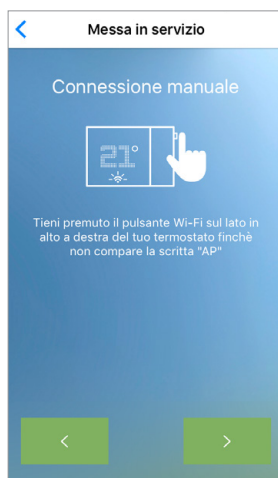 Messa in servizio
Connessione manuale
21°
Tieni premuto il pulsante Wi-Fi sul lato in
alto a destra del tuo termostato finchè
non compare la scritta "AP"